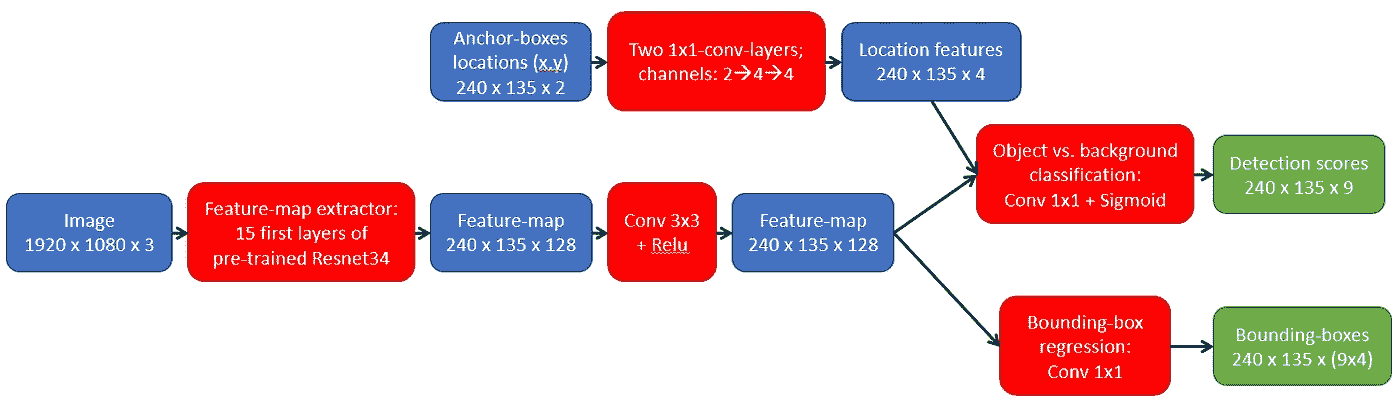 Anchor-boxes
locations (x,y)
240 x 135 x 2
Two 1x1-conv-layers;
channels: 2→4→4
Location features
240 x 135 x 4
Object vs. background
classification:
Conv 1x1 + Sigmoid
Detection scores
240 x 135 x 9
Image
1920 x 1080 x 3
Feature-map extractor:
15 first layers of
pre-trained Resnet34
Feature-map
240 x 135 x 128
Conv 3x3
+ Relu
Feature-map
240 x 135 x 128
Bounding-box
regression:
Conv 1x1
Bounding-boxes
240 x 135 x (9x4)